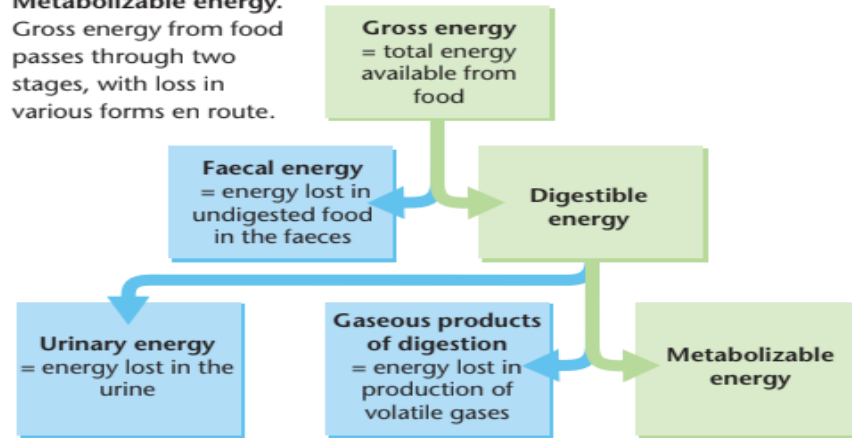 Metabolizable energy.
Gross energy from food
passes through two
stages, with loss in
various forms en route.
Gross energy
= total energy
available from
food
Faecal energy
= energy lost in
undigested food
in the faeces
Digestible
energy
Urinary energy
= energy lost in the
urine
Gaseous products
of digestion
= energy lost in
production of
volatile gases
Metabolizable
energy